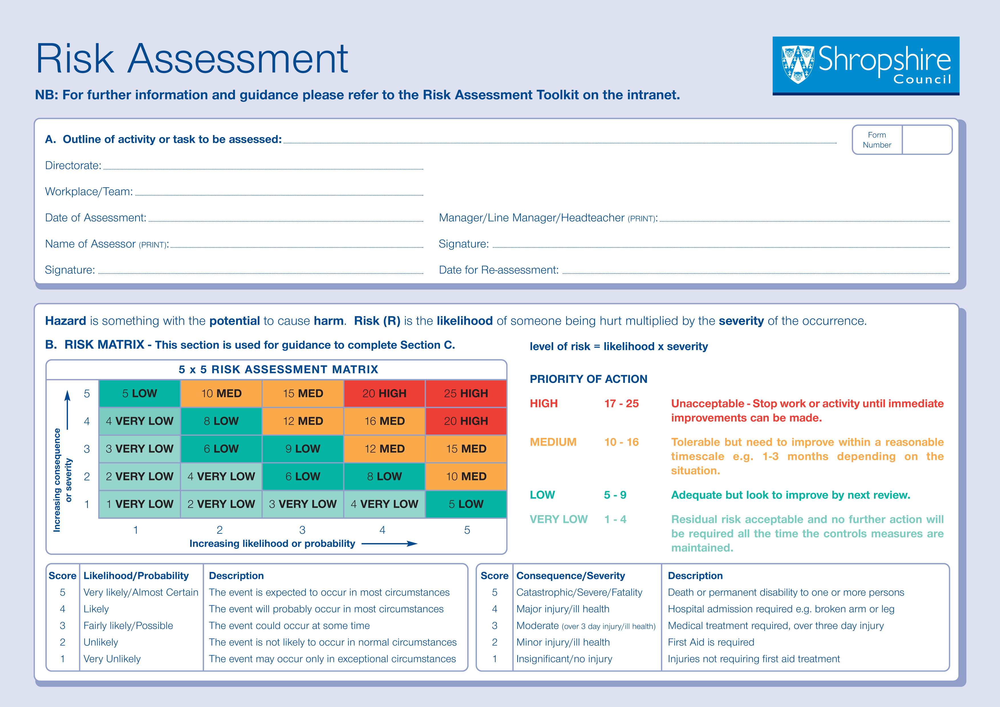 Risk Assessment
Shropshire
Council
NB: For further information and guidance please refer to the Risk Assessment Toolkit on the intranet.
A. Outline of activity or task to be assessed:
Form
Number
Directorate:
Workplace/Team:
Date of Assessment:
Manager/Line Manager/Headteacher (PRINT):
Name of Assessor (PRINT):
Signature:
Signature:
Date for Re-assessment:
Hazard is something with the potential to cause harm. Risk (R) is the likelihood of someone being hurt multiplied by the severity of the occurrence.
B. RISK MATRIX - This section is used for guidance to complete Section C.
5 x 5 RISK ASSESSMENT MATRIX
Increasing consequence
or severity
5 5 LOW 10 MED 15 MED 20 HIGH 25 HIGH
4 4 VERY LOW 8 LOW 12 MED 16 MED 20 HIGH
3 3 VERY LOW 6 LOW 9 LOW 12 MED 15 MED
2 2 VERY LOW 4 VERY LOW 6 LOW 8 LOW 10 MED
1 1 VERY LOW 2 VERY LOW 3 VERY LOW 4 VERY LOW 5 LOW
1 2 3 4 5
Increasing likelihood or probability
level of risk = likelihood x severity
PRIORITY OF ACTION
HIGH 17 - 25 Unacceptable - Stop work or activity until immediate
improvements can be made.
MEDIUM 10 - 16 Tolerable but need to improve within a reasonable
timescale e.g. 1-3 months depending on the
situation.
LOW 5 - 9 Adequate but look to improve by next review.
VERY LOW 1 - 4 Residual risk acceptable and no further action will
be required all the time the controls measures are
maintained.
Score Likelihood/Probability Description
5 Very likely/Almost Certain The event is expected to occur in most circumstances
4 Likely The event will probably occur in most circumstances
3 Fairly likely/Possible The event could occur at some time
2 Unlikely The event is not likely to occur in normal circumstances
1 Very Unlikely The event may occur only in exceptional circumstances
Score Consequence/Severity Description
5 Catastrophic/Severe/Fatality Death or permanent disability to one or more persons
4 Major injury/ill health Hospital admission required e.g. broken arm or leg
3 Moderate (over 3 day injury/ill health) Medical treatment required, over three day injury
2 Minor injury/ill health First Aid is required
1 Insignificant/no injury Injuries not requiring first aid treatment